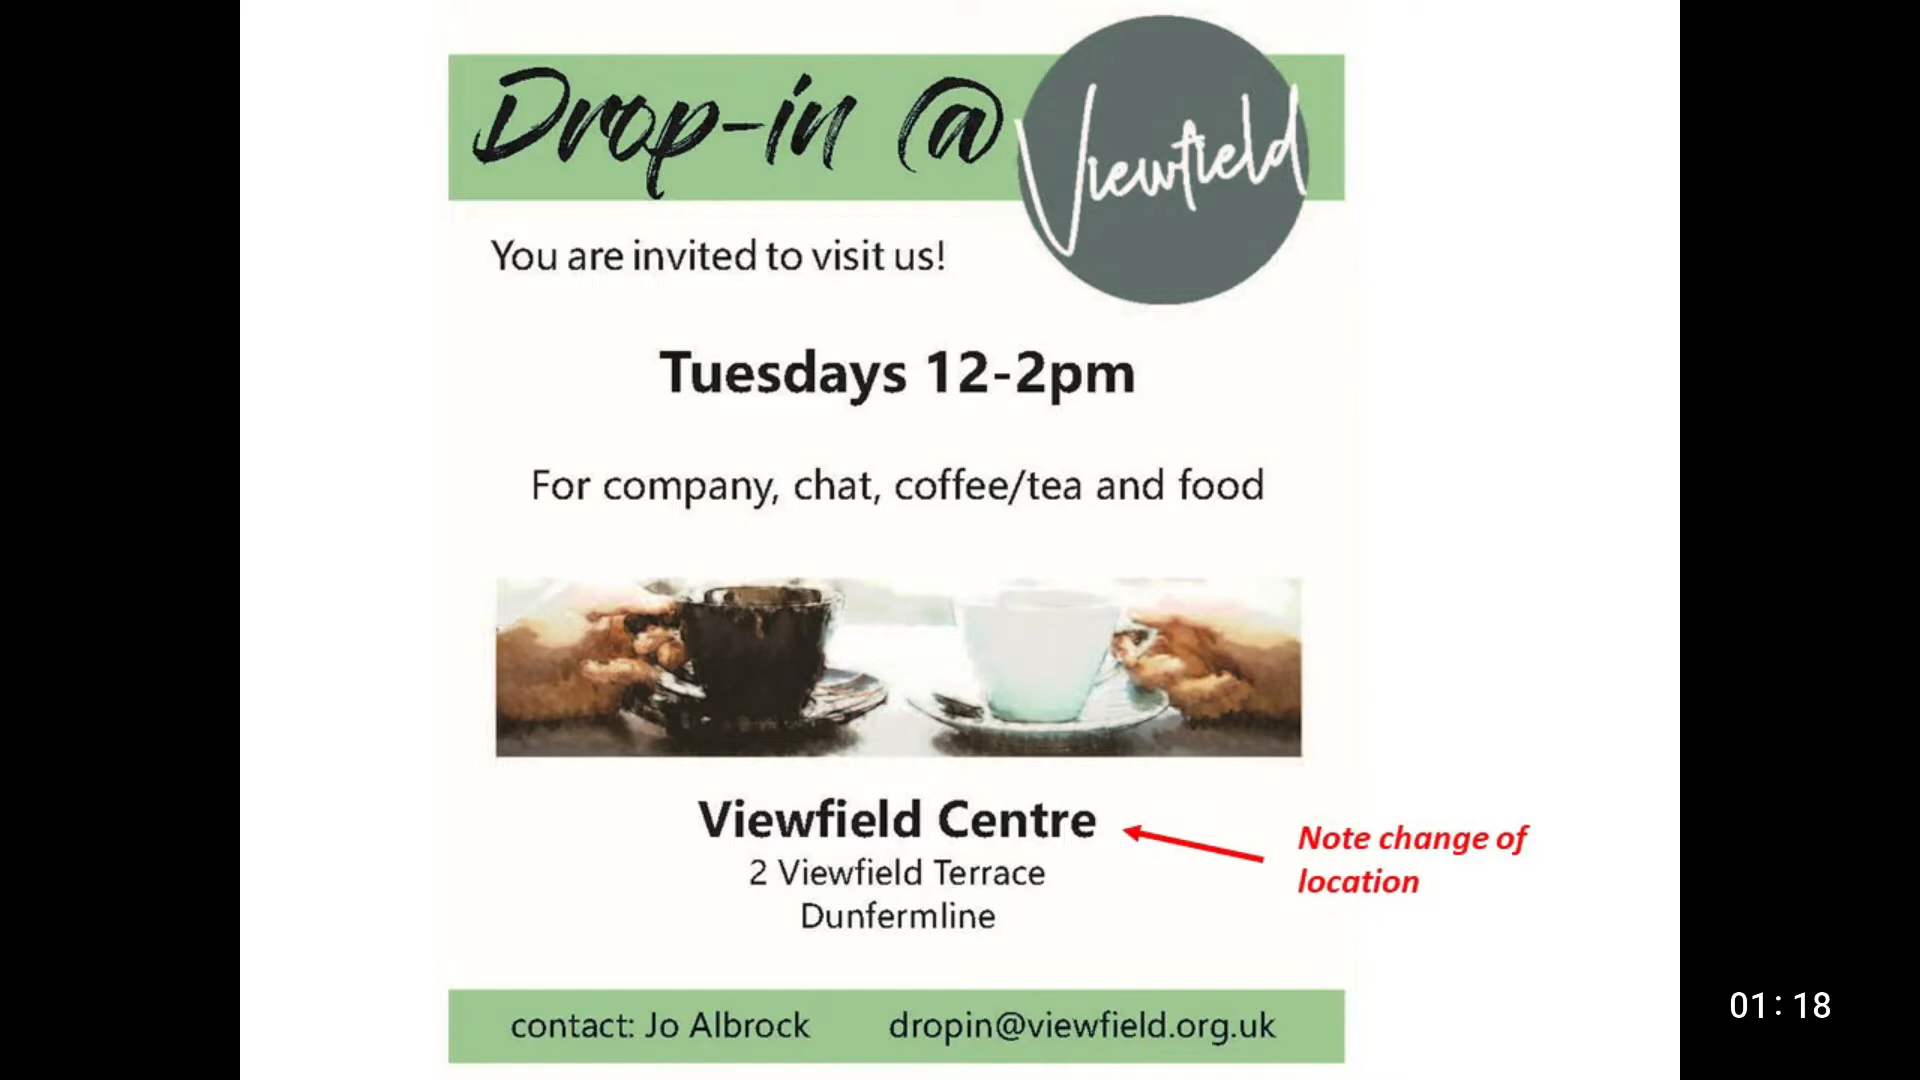 Drop-in @ Viewfield
You are invited to visit us!
Tuesdays 12-2pm
For company, chat, coffee/tea and food
Viewfield Centre
2 Viewfield Terrace
Dunfermline
Note change of
location
contact: Jo Albrock dropin@viewfield.org.uk
01:18